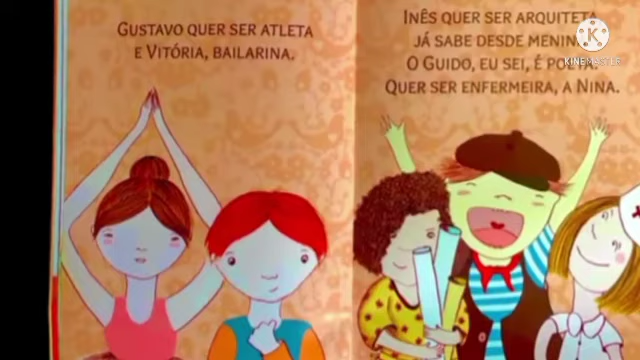 GUSTAVO QUER SER ATLETA
E VITÓRIA, BAILARINA.
INÊS QUER SER ARQUITETA
JÁ SABE DESDE MENINA
O GUIDO, EU SEI, É POETA.
QUER SER ENFERMEIRA, A NINA.
KINEMASTER